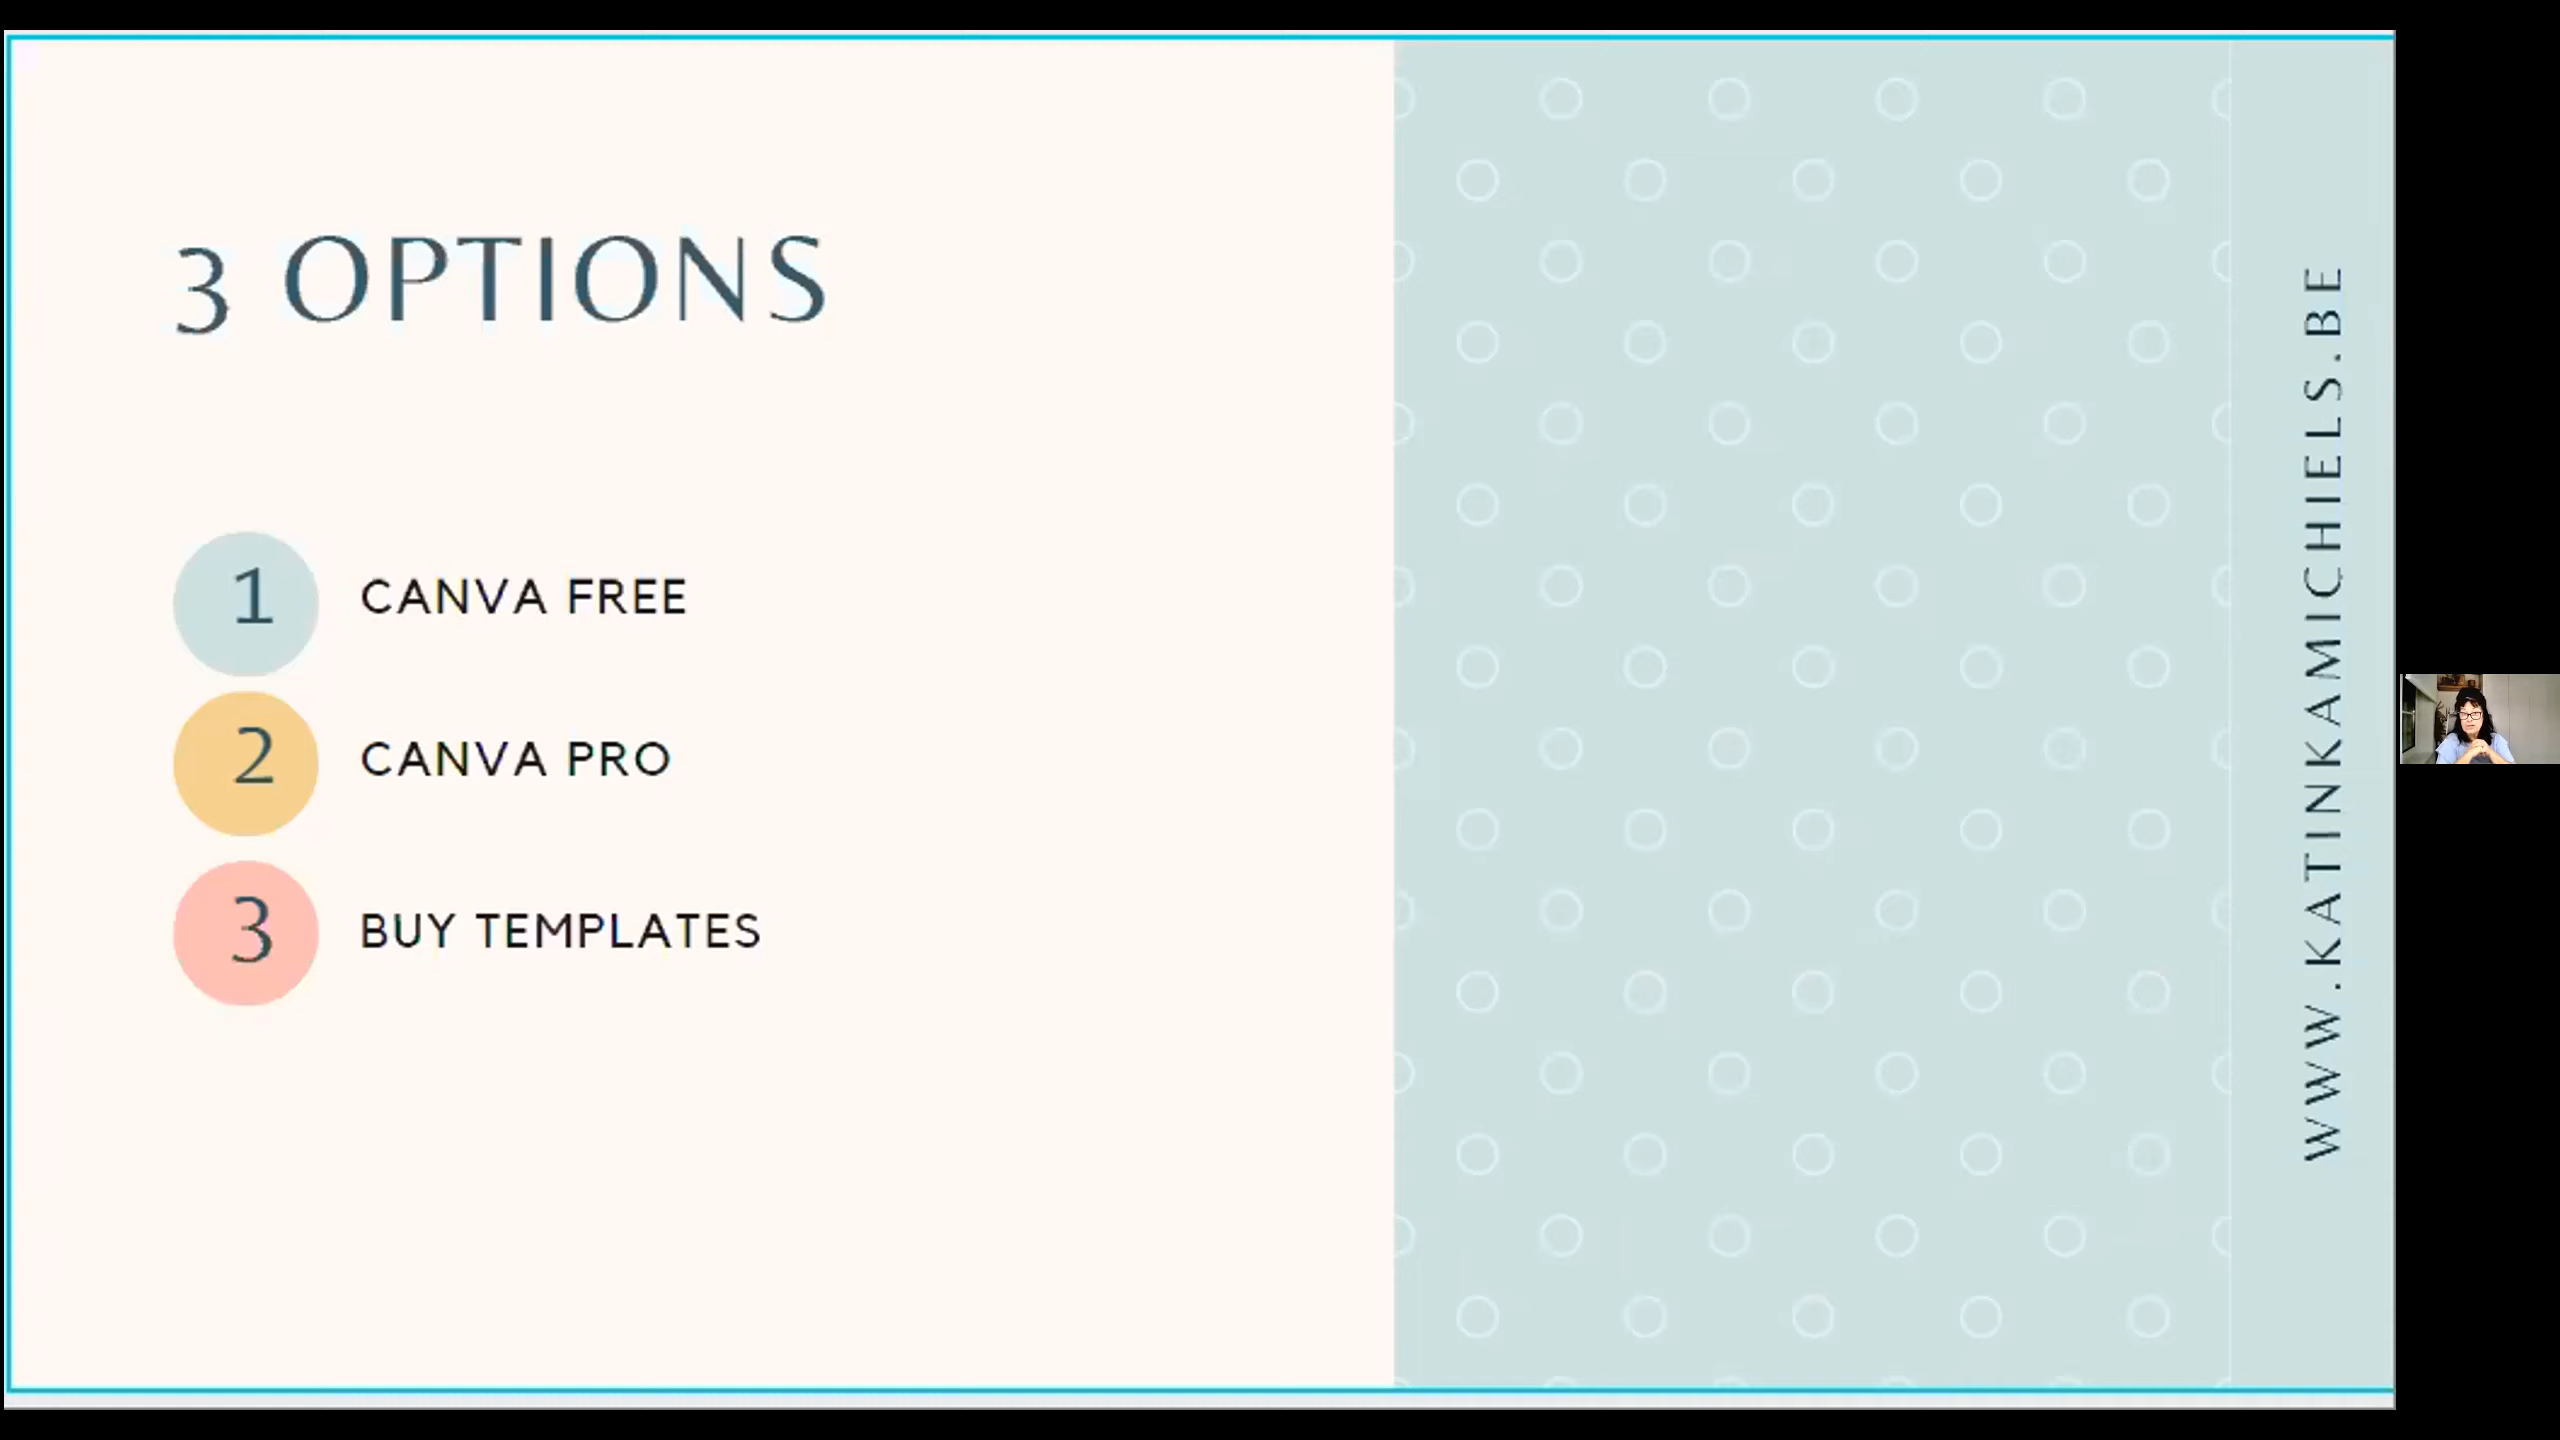 3 OPTIONS
1 CANVA FREE
2 CANVA PRO
3 BUY TEMPLATES
WWW.KATINKAMICHIELS.BE